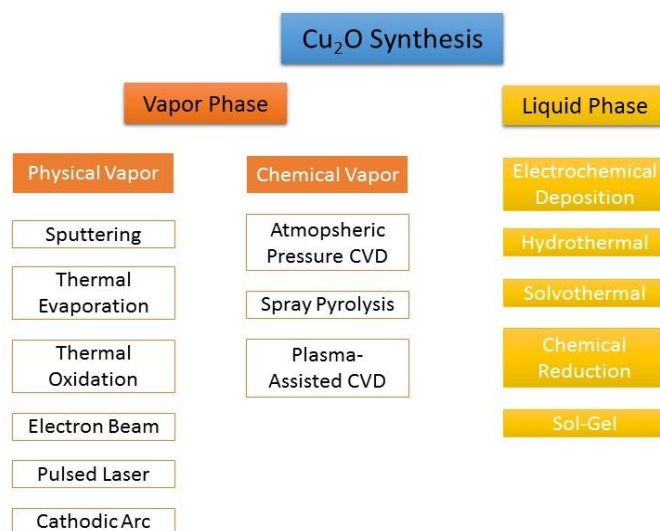 Cu₂O Synthesis
Vapor Phase
Liquid Phase
Physical Vapor
Sputtering
Thermal
Evaporation
Thermal
Oxidation
Electron Beam
Pulsed Laser
Cathodic Arc
Chemical Vapor
Atmopsheric
Pressure CVD
Spray Pyrolysis
Plasma-
Assisted CVD
Electrochemical
Deposition
Hydrothermal
Solvothermal
Chemical
Reduction
Sol-Gel